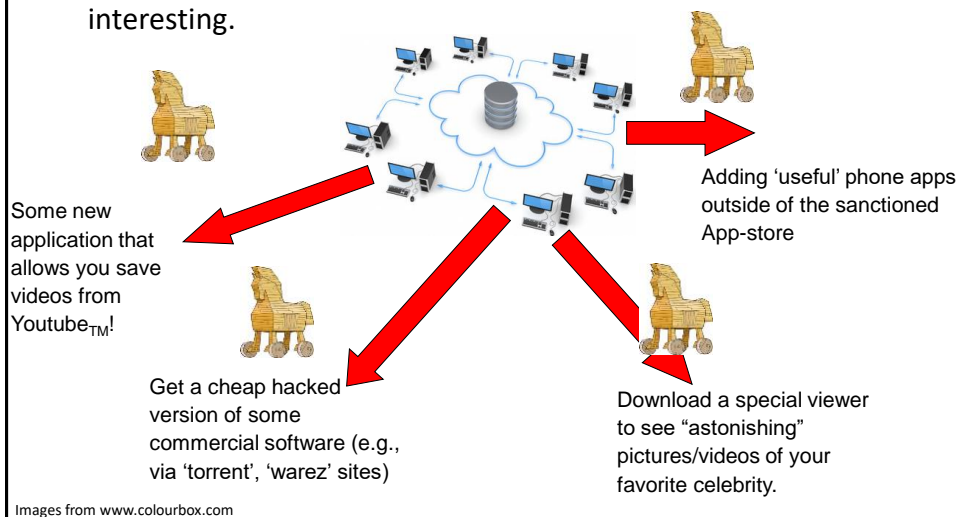 interesting.
Adding ‘useful’ phone apps
outside of the sanctioned
App-store
Some new
application that
allows you save
videos from
Youtube™!
Get a cheap hacked
version of some
commercial software (e.g.,
via ‘torrent’, ‘warez’ sites)
Download a special viewer
to see “astonishing”
pictures/videos of your
favorite celebrity.
Images from www.colourbox.com